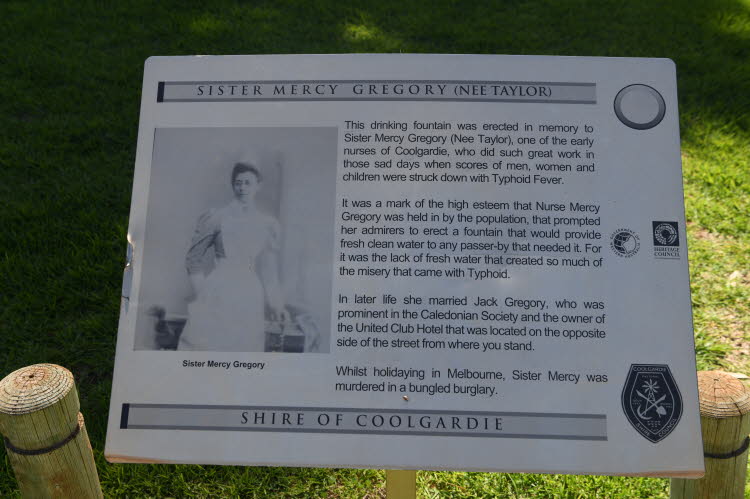 SISTER MERCY GREGORY (NEE TAYLOR)
This drinking fountain was erected in memory to
Sister Mercy Gregory (Nee Taylor), one of the early
nurses of Coolgardie, who did such great work in
those sad days when scores of men, women and
children were struck down with Typhoid Fever.
It was a mark of the high esteem that Nurse Mercy
Gregory was held in by the population, that prompted
her admirers to erect a fountain that would provide
fresh clean water to any passer-by that needed it. For
it was the lack of fresh water that created so much of
the misery that came with Typhoid.
In later life she married Jack Gregory, who was
prominent in the Caledonian Society and the owner of
the United Club Hotel that was located on the opposite
side of the street from where you stand.
Whilst holidaying in Melbourne, Sister Mercy was
murdered in a bungled burglary.
Sister Mercy Gregory
HERITAGE
COUNCIL
COOLGARDIE
SHIRE OF COOLGARDIE